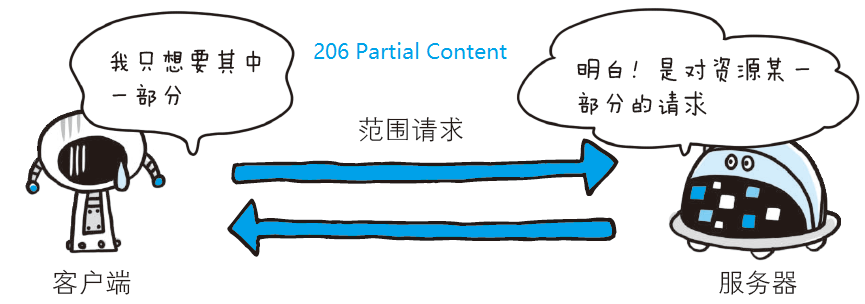 我只想要其中
一部分
206 Partial Content
明白！是对资源某一
部分的请求
范围请求
客户端
服务器